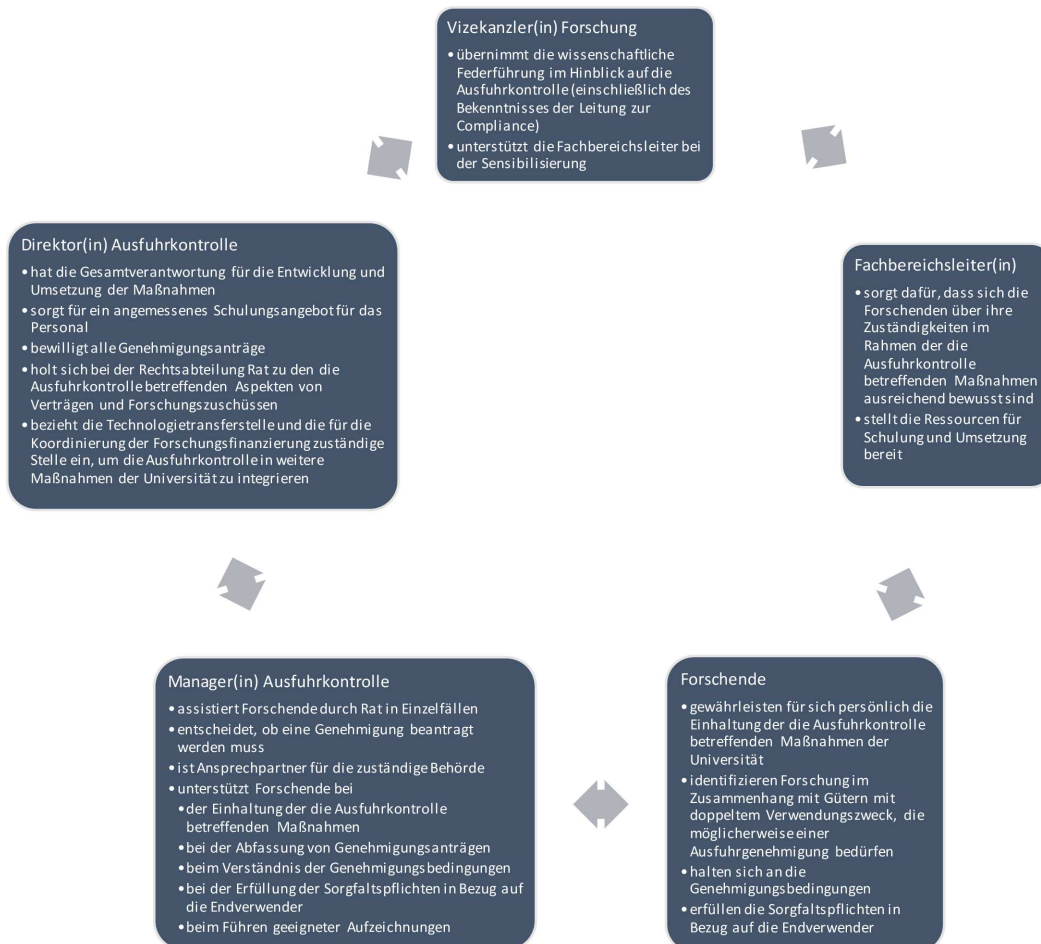 Vizekanzler(in) Forschung
• übernimmt die wissenschaftliche
Federführung im Hinblick auf die
Ausfuhrkontrolle (einschließlich des
Bekenntnisses der Leitung zur
Compliance)
• unterstützt die Fachbereichsleiter bei
der Sensibilisierung
Direktor(in) Ausfuhrkontrolle
• hat die Gesamtverantwortung für die Entwicklung und
Umsetzung der Maßnahmen
• sorgt für ein angemessenes Schulungsangebot für das
Personal
• bewilligt alle Genehmigungsanträge
• holt sich bei der Rechtsabteilung Rat zu den die
Ausfuhrkontrolle betreffenden Aspekten von
Verträgen und Forschungszuschüssen
• bezieht die Technologietransferstelle und die für die
Koordinierung der Forschungsfinanzierung zuständige
Stelle ein, um die Ausfuhrkontrolle in weitere
Maßnahmen der Universität zu integrieren
Fachbereichsleiter(in)
• sorgt dafür, dass sich die
Forschenden über ihre
Zuständigkeiten im
Rahmen der die
Ausfuhrkontrolle
betreffenden Maßnahmen
ausreichend bewusst sind
• stellt die Ressourcen für
Schulung und Umsetzung
bereit
Manager(in) Ausfuhrkontrolle
• assistiert Forschende durch Rat in Einzelfällen
• entscheidet, ob eine Genehmigung beantragt
werden muss
• ist Ansprechpartner für die zuständige Behörde
• unterstützt Forschende bei
• der Einhaltung der die Ausfuhrkontrolle
betreffenden Maßnahmen
• bei der Abfassung von Genehmigungsanträgen
• beim Verständnis der Genehmigungsbedingungen
• bei der Erfüllung der Sorgfaltspflichten in Bezug auf
die Endverwender
• beim Führen geeigneter Aufzeichnungen
Forschende
• gewährleisten für sich persönlich die
Einhaltung der die Ausfuhrkontrolle
betreffenden Maßnahmen der
Universität
• identifizieren Forschung im
Zusammenhang mit Gütern mit
doppeltem Verwendungszweck, die
möglicherweise einer
Ausfuhrgenehmigung bedürfen
• halten sich an die
Genehmigungsbedingungen
• erfüllen die Sorgfaltspflichten in
Bezug auf die Endverwender